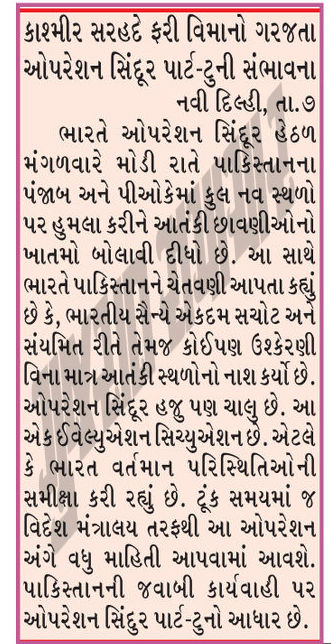 કાશ્મીર સરહદે ફરી વિમાનો ગરજતા
ઓપરેશન સિંદૂર પાર્ટ-ટુની સંભાવના
નવી દિલ્હી, તા.૭
ભારતે ઓપરેશન સિંદૂર હેઠળ
મંગળવારે મોડી રાતે પાકિસ્તાનના
પંજાબ અને પીઓકેમાં કુલ નવ સ્થળો
પર હુમલા કરીને આતંકી છાવણીઓનો
ખાતમો બોલાવી દીધો છે. આ સાથે
ભારતે પાકિસ્તાનને ચેતવણી આપતા કહ્યું
છે કે, ભારતીય સૈન્યે એકદમ સચોટ અને
સંયમિત રીતે તેમજ કોઈપણ ઉશ્કેરણી
વિના માત્ર આતંકી સ્થળોનો નાશ કર્યો છે.
ઓપરેશન સિંદૂર હજુ પણ ચાલુ છે. આ
એક ઈવેલ્યુએશન સિચ્યુએશન છે. એટલે
કે ભારત વર્તમાન પરિસ્થિતિઓની
સમીક્ષા કરી રહ્યું છે. ટૂંક સમયમાં જ
વિદેશ મંત્રાલય તરફથી આ ઓપરેશન
અંગે વધુ માહિતી આપવામાં આવશે.
પાકિસ્તાનની જવાબી કાર્યવાહી પર
ઓપરેશન સિંદુર પાર્ટ-ટુનો આધાર છે.